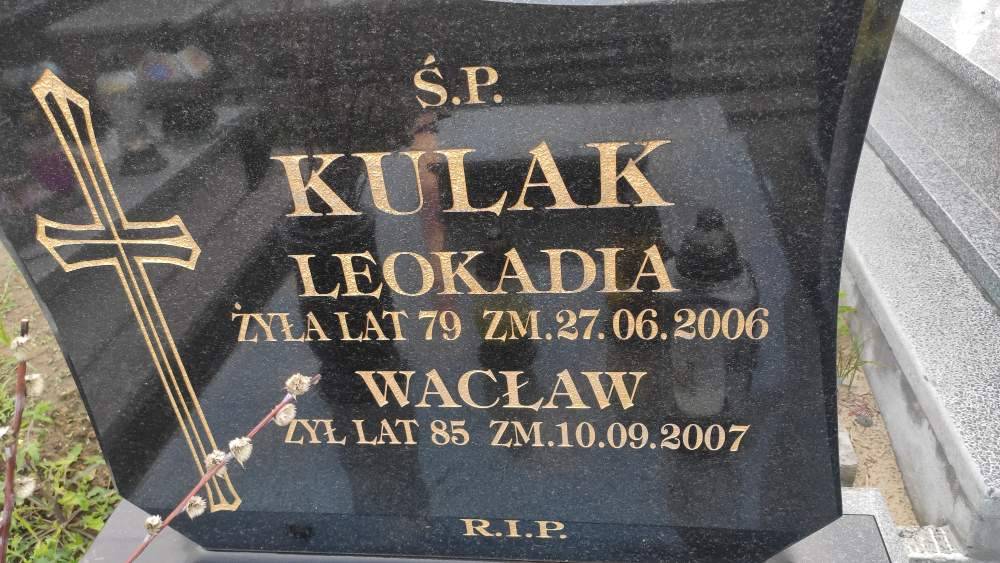 Ś.P.
KULAK
LEOKADIA
ŻYŁA LAT 79 ZM.27.06.2006
WACŁAW
ŻYŁ LAT 85 ZM.10.09.2007
R.I.P.